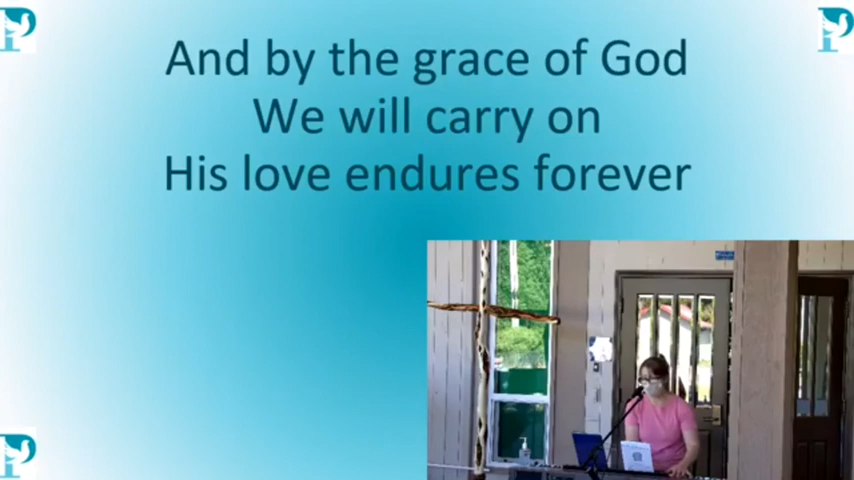 And by the grace of God
We will carry on
His love endures forever